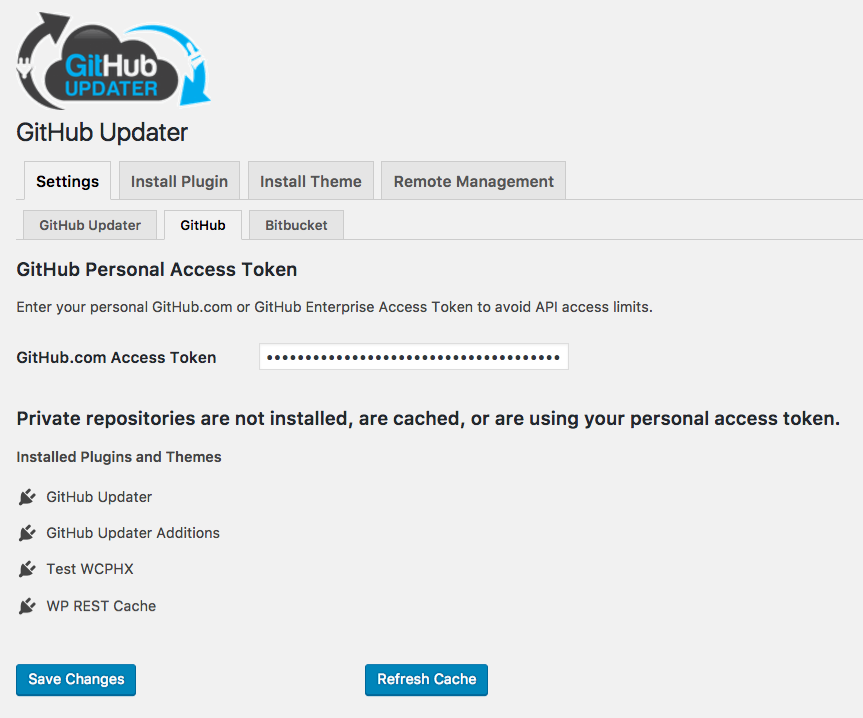 GitHub
UPDATER
GitHub Updater
Settings Install Plugin Install Theme Remote Management
GitHub Updater GitHub Bitbucket
GitHub Personal Access Token
Enter your personal GitHub.com or GitHub Enterprise Access Token to avoid API access limits.
GitHub.com Access Token ••••••••••••••••••••••••••••••••••••••••
Private repositories are not installed, are cached, or are using your personal access token.
Installed Plugins and Themes
GitHub Updater
GitHub Updater Additions
Test WCPHX
WP REST Cache
Save Changes Refresh Cache